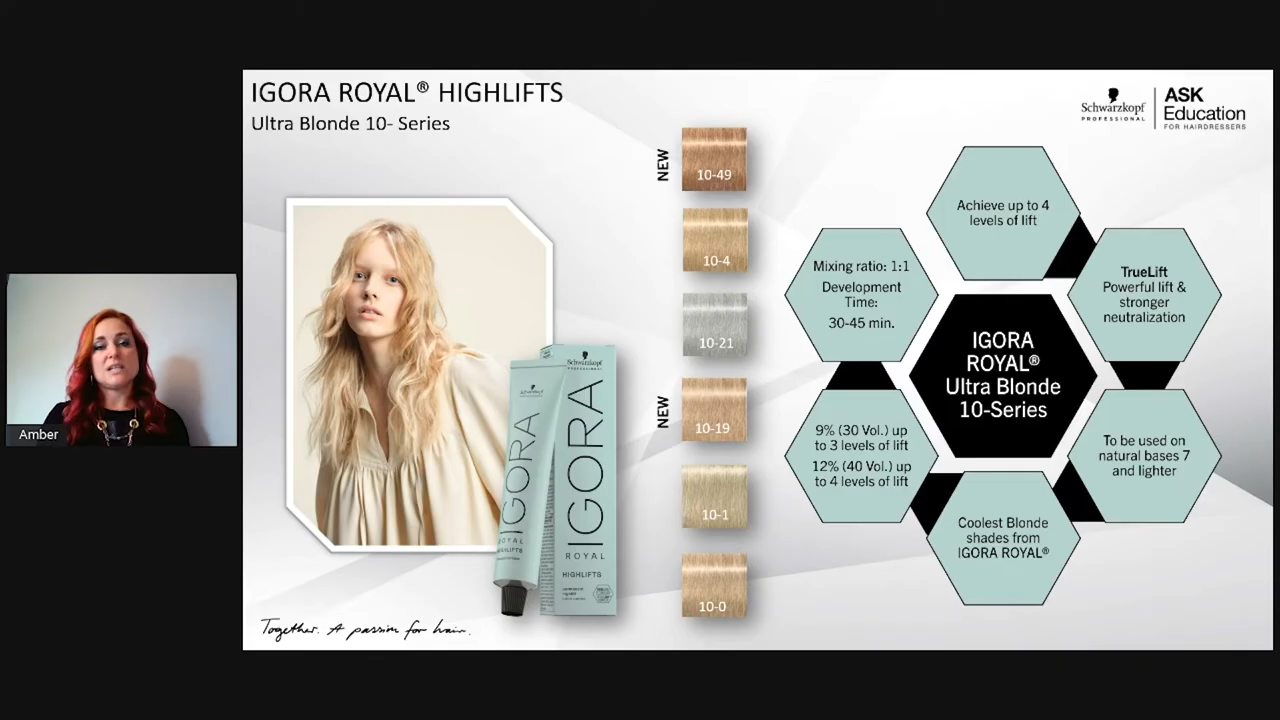 IGORA ROYAL® HIGHLIFTS
Ultra Blonde 10- Series
Schwarzkopf
PROFESSIONAL
ASK
Education
FOR HAIRDRESSERS
NEW
10-49
10-4
10-21
NEW
10-19
10-1
10-0
Achieve up to 4
levels of lift
TrueLift
Powerful lift &
stronger
neutralization
To be used on
natural bases 7
and lighter
Coolest Blonde
shades from
IGORA ROYAL®
9% (30 Vol.) up
to 3 levels of lift
12% (40 Vol.) up
to 4 levels of lift
Mixing ratio: 1:1
Development
Time:
30-45 min.
IGORA
ROYAL®
Ultra Blonde
10-Series
Schwarzkopf
PROFESSIONAL
IGORA
ROYAL
HIGHLIFTS
IGORA
ROYAL
HIGHLIFTS
Together. A passion for hair.
Amber